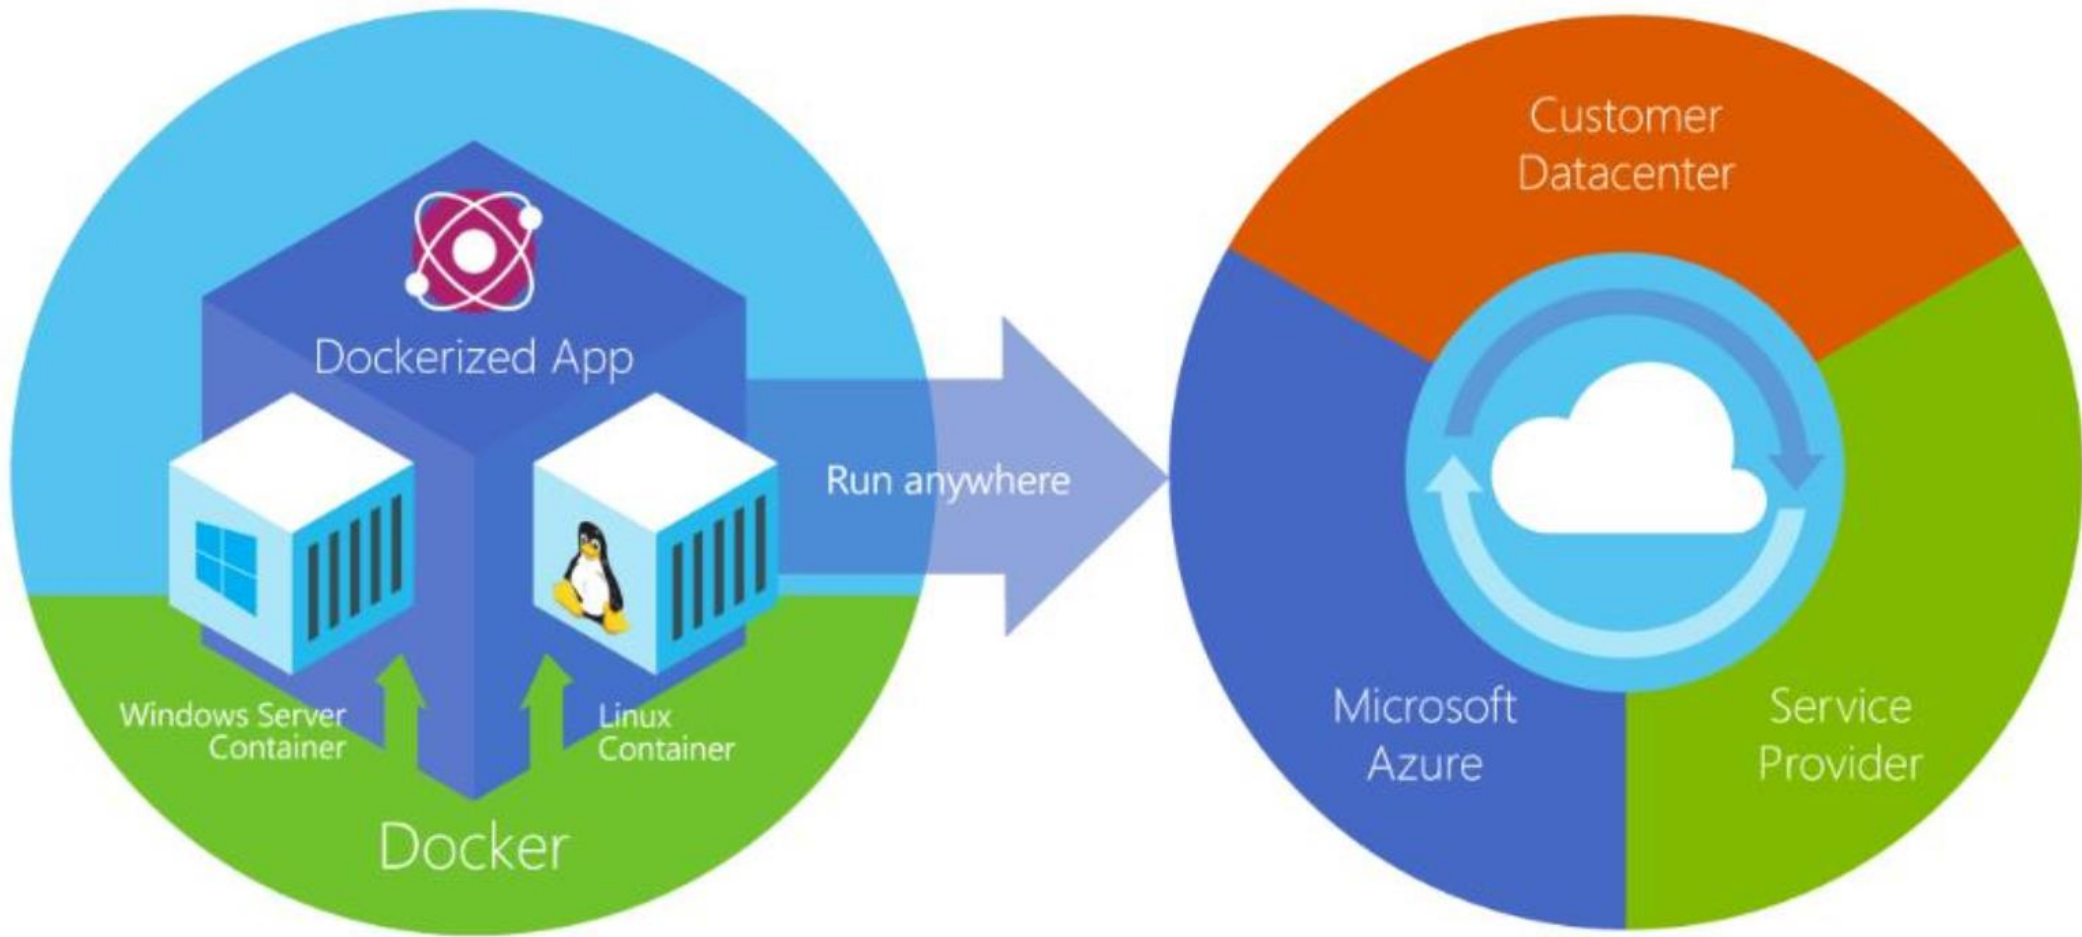 Dockerized App
Windows Server
Container
Linux
Container
Docker
Run anywhere
Customer
Datacenter
Microsoft
Azure
Service
Provider